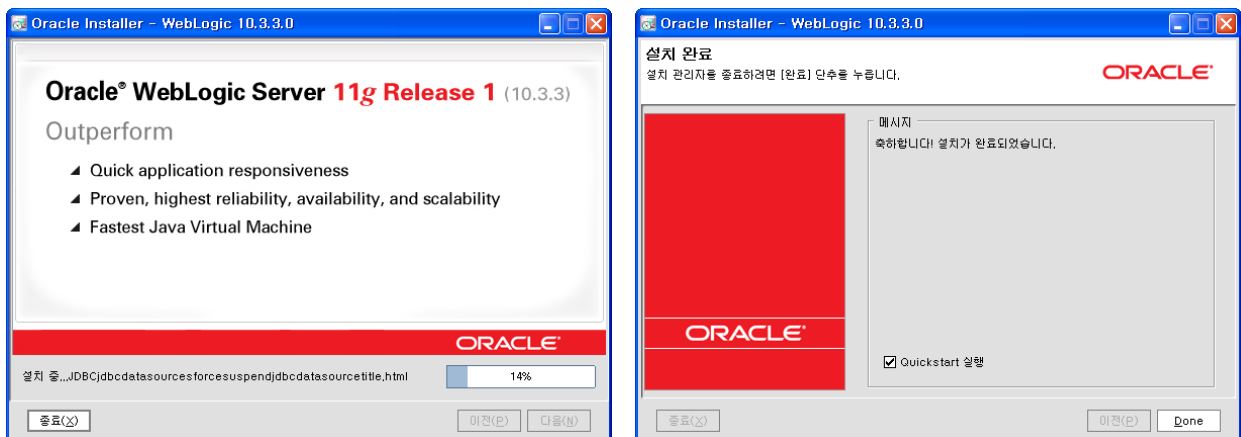 Oracle Installer - WebLogic 10.3.3.0
Oracle® WebLogic Server 11g Release 1 (10.3.3)
Outperform
Quick application responsiveness
Proven, highest reliability, availability, and scalability
Fastest Java Virtual Machine
ORACLE®
설치 중...JDBCjdbcdatasourcesforcesuspendjdbcdatasourcetitle.html
14%
종료(X)
이전(P)
다음(N)
Oracle Installer - WebLogic 10.3.3.0
설치 완료
설치 관리자를 종료하려면 [완료] 단추를 누릅니다.
ORACLE®
메시지
축하합니다! 설치가 완료되었습니다.
ORACLE®
Quickstart 실행
종료(X)
이전(P)
Done